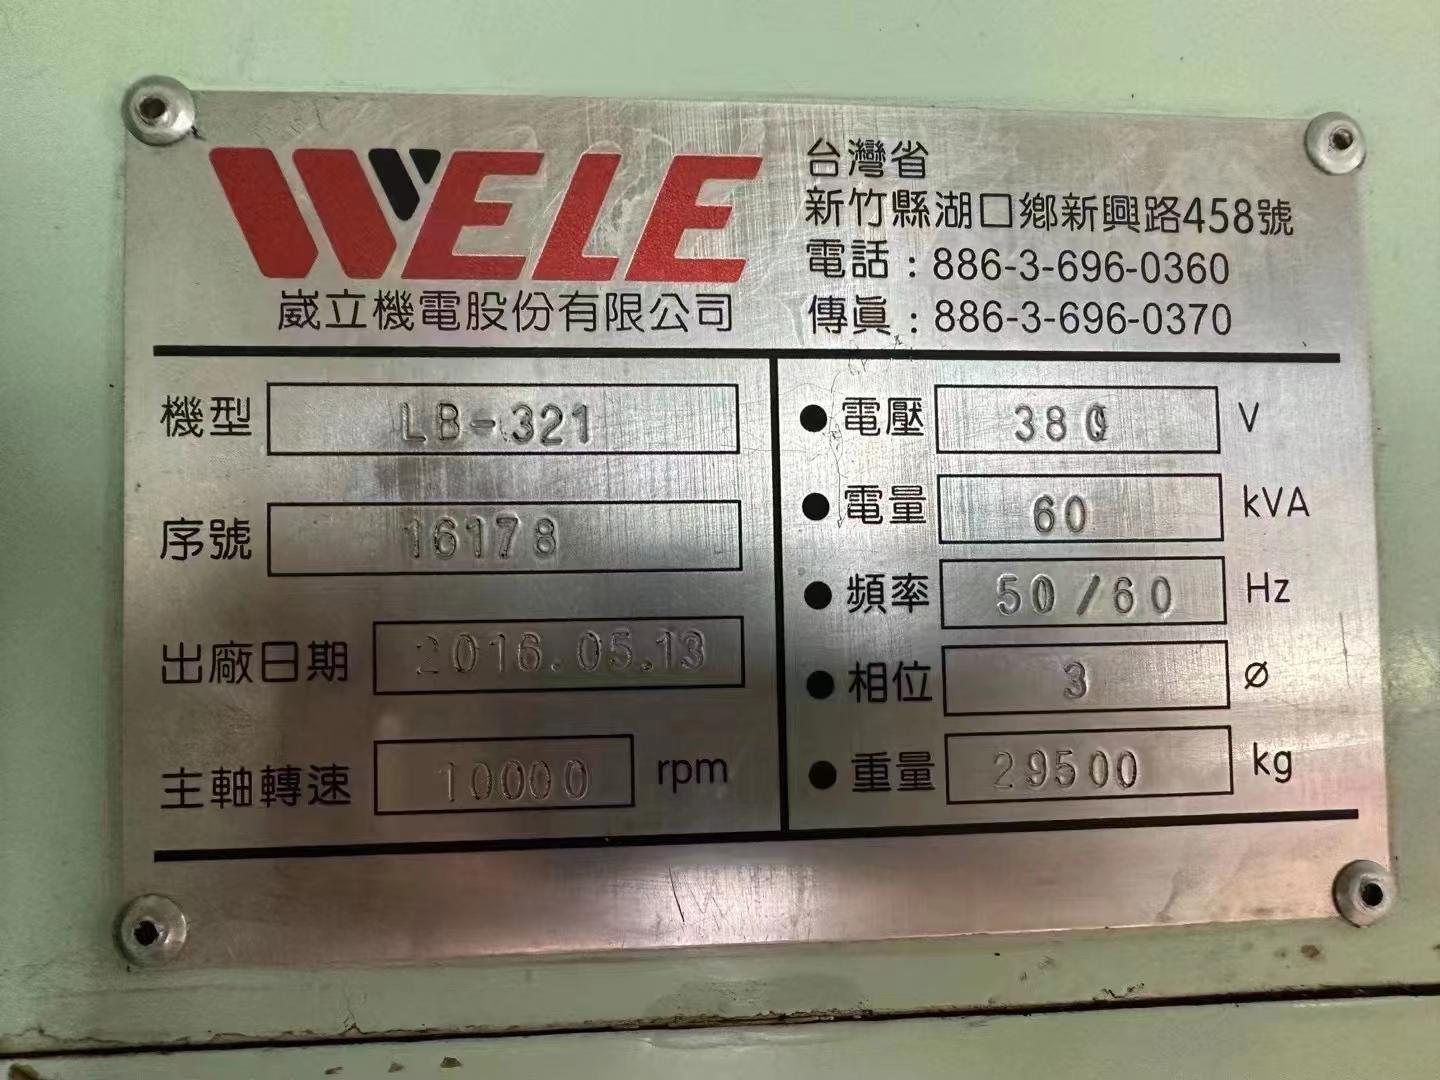 WELE
崴立機電股份有限公司
台灣省
新竹縣湖口鄉新興路458號
電話：886-3-696-0360
傳真：886-3-696-0370
機型 LB-321
序號 16178
出廠日期 2016.05.13
主軸轉速 10000 rpm
●電壓 380 V
●電量 60 kVA
●頻率 50/60 Hz
●相位 3 ø
●重量 29500 kg